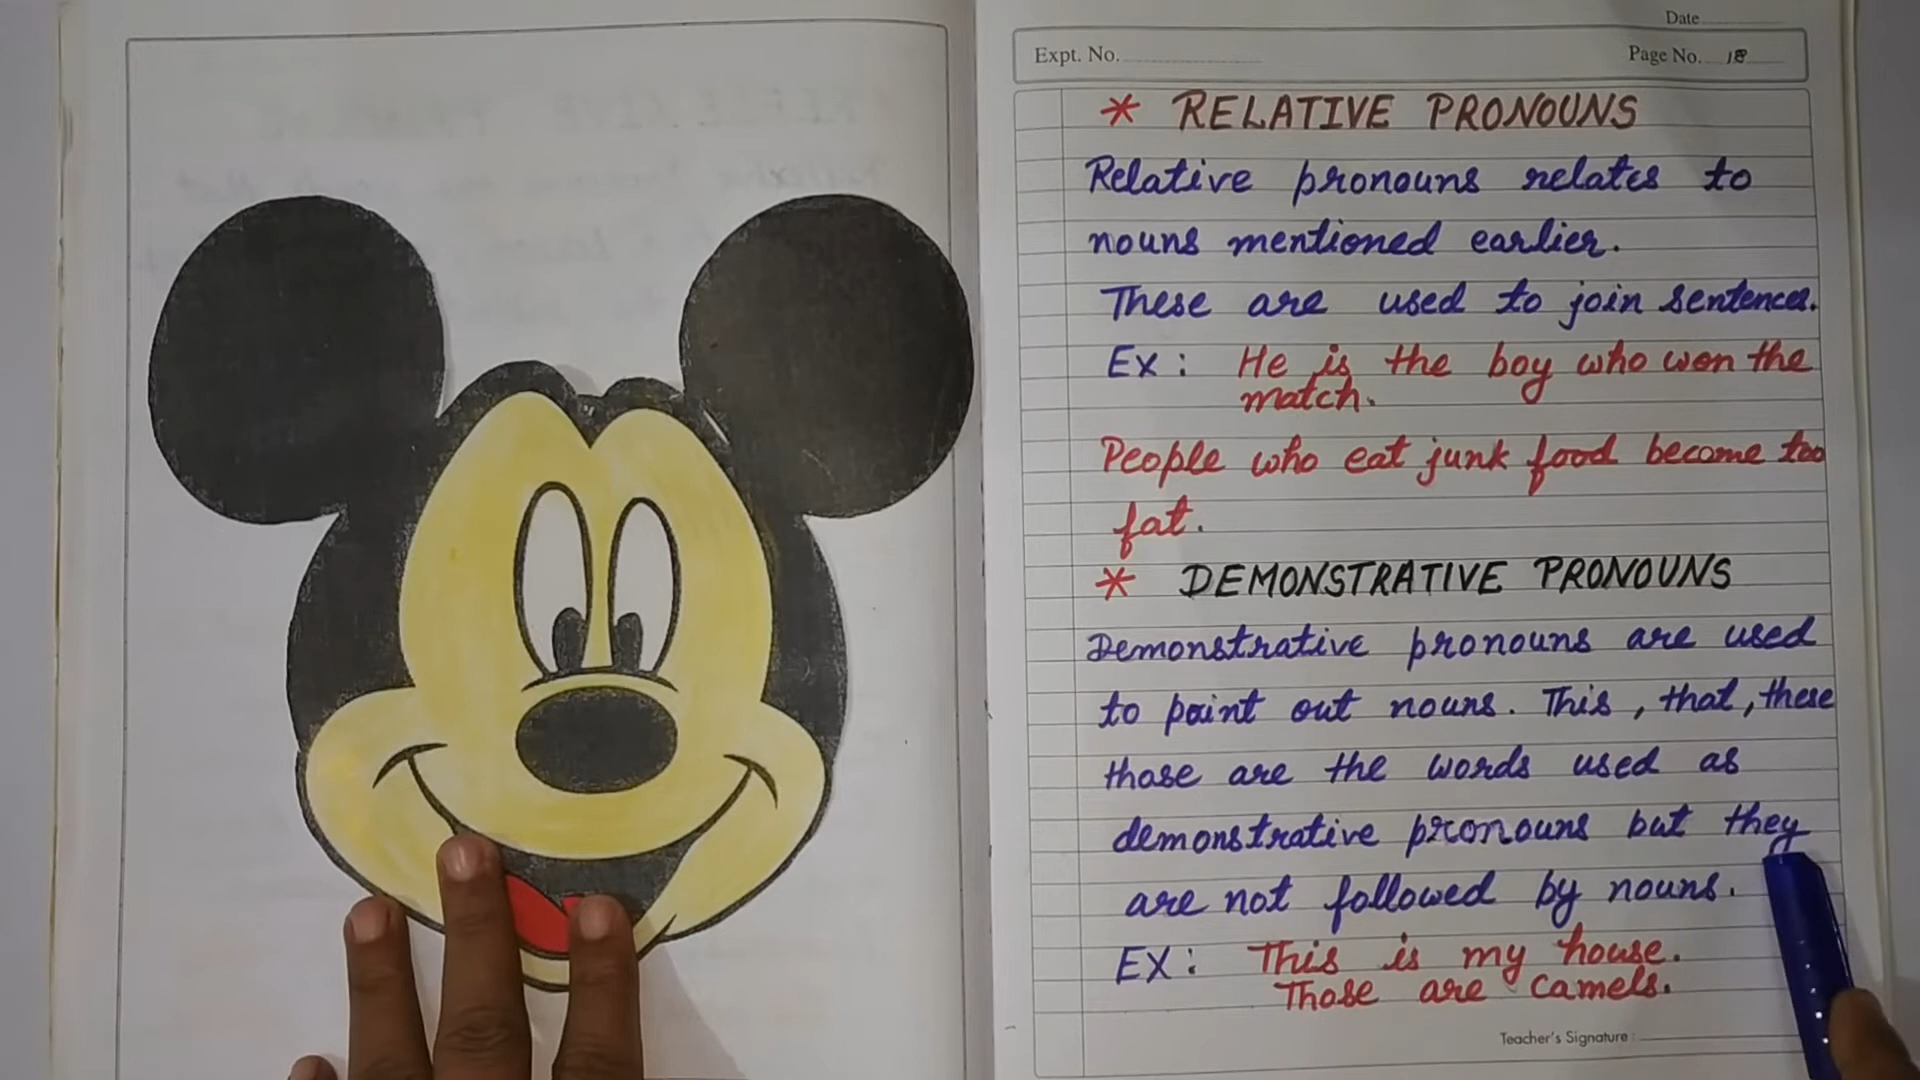 Date
Expt. No.
Page No. 18
* RELATIVE PRONOUNS
Relative pronouns relates to
nouns mentioned earlier.
These are used to join sentences.
Ex : He is the boy who won the
match.
People who eat junk food become too
fat.
* DEMONSTRATIVE PRONOUNS
Demonstrative pronouns are used
to point out nouns. This, that, these
those are the words used as
demonstrative pronouns but they
are not followed by nouns.
EX : This is my house.
Those are camels.
Teacher's Signature :